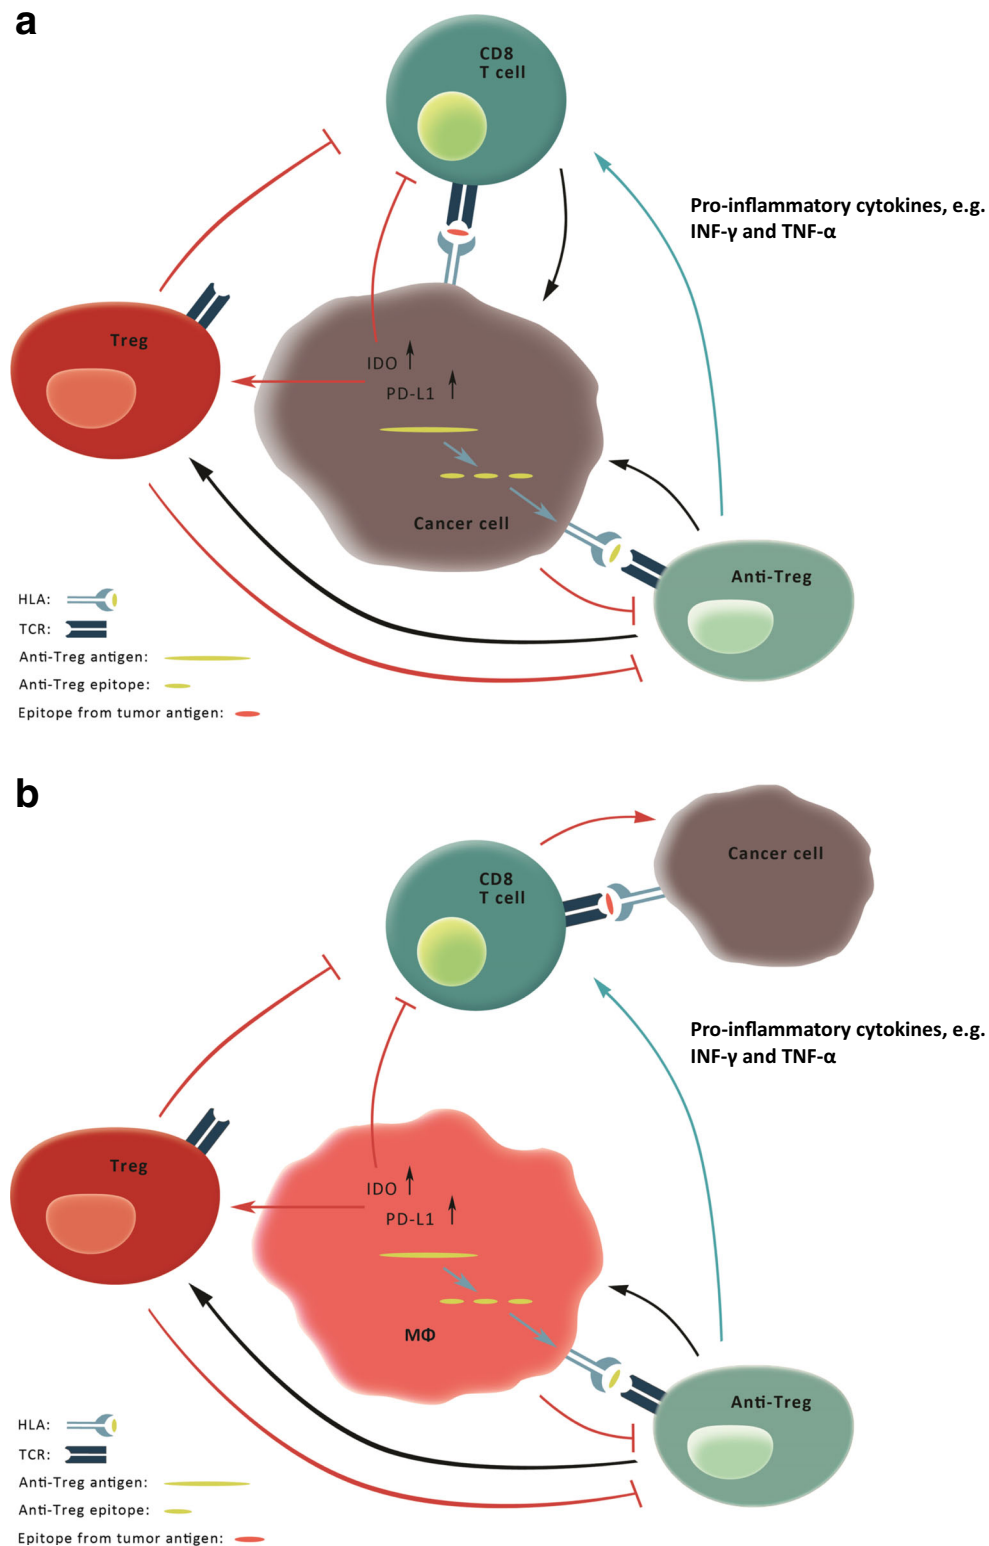 a
CD8
T cell
Pro-inflammatory cytokines, e.g.
INF-γ and TNF-α
Treg
IDO
PD-L1
Cancer cell
Anti-Treg
HLA:
TCR:
Anti-Treg antigen:
Anti-Treg epitope:
Epitope from tumor antigen:
b
Cancer cell
CD8
T cell
Pro-inflammatory cytokines, e.g.
INF-γ and TNF-α
Treg
IDO
PD-L1
MΦ
Anti-Treg
HLA:
TCR:
Anti-Treg antigen:
Anti-Treg epitope:
Epitope from tumor antigen: